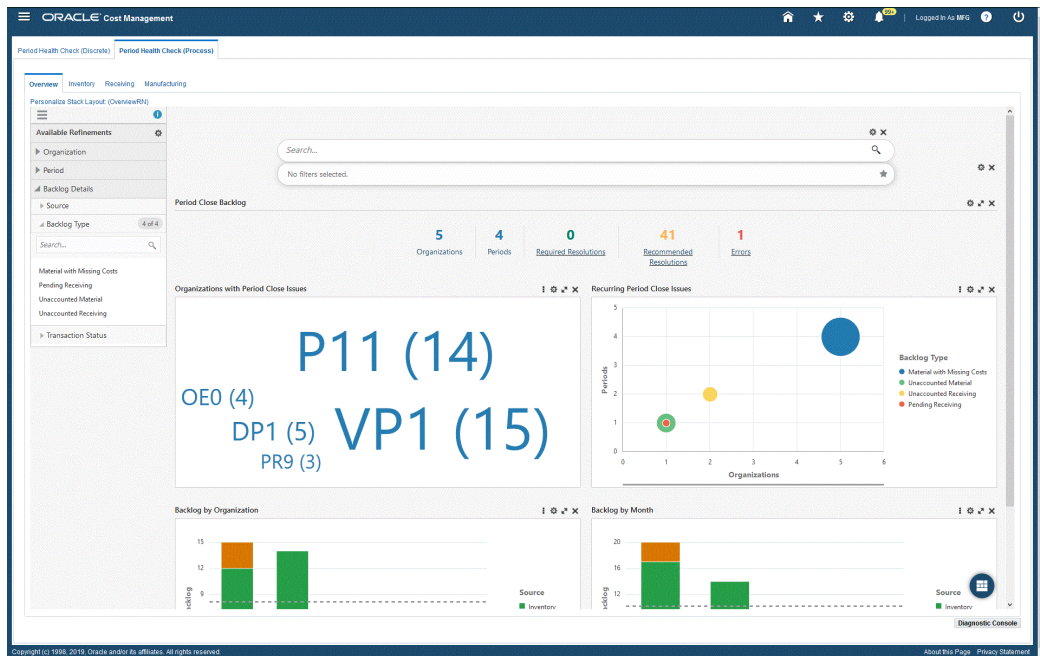 ORACLE Cost Management
99+
Logged In As MFG
?
Period Health Check (Discrete)
Period Health Check (Process)
Overview
Inventory
Receiving
Manufacturing
Personalize Stack Layout: (OverviewRN)
Available Refinements
Organization
Period
Backlog Details
Source
Backlog Type
4 of 4
Search...
Material with Missing Costs
Pending Receiving
Unaccounted Material
Unaccounted Receiving
Transaction Status
Search...
No filters selected.
Period Close Backlog
5
Organizations
4
Periods
0
Required Resolutions
41
Recommended
Resolutions
1
Errors
Organizations with Period Close Issues
P11 (14)
OE0 (4)
DP1 (5)
VP1 (15)
PR9 (3)
Recurring Period Close Issues
5
4
3
2
1
0
Periods
0 1 2 3 4 5 6
Organizations
Backlog Type
Material with Missing Costs
Unaccounted Material
Unaccounted Receiving
Pending Receiving
Backlog by Organization
15
12
9
Source
Inventory
Backlog by Month
20
16
12
Source
Inventory
Diagnostic Console
Copyright (c) 1998, 2019, Oracle and/or its affiliates. All rights reserved.
About this Page Privacy Statement